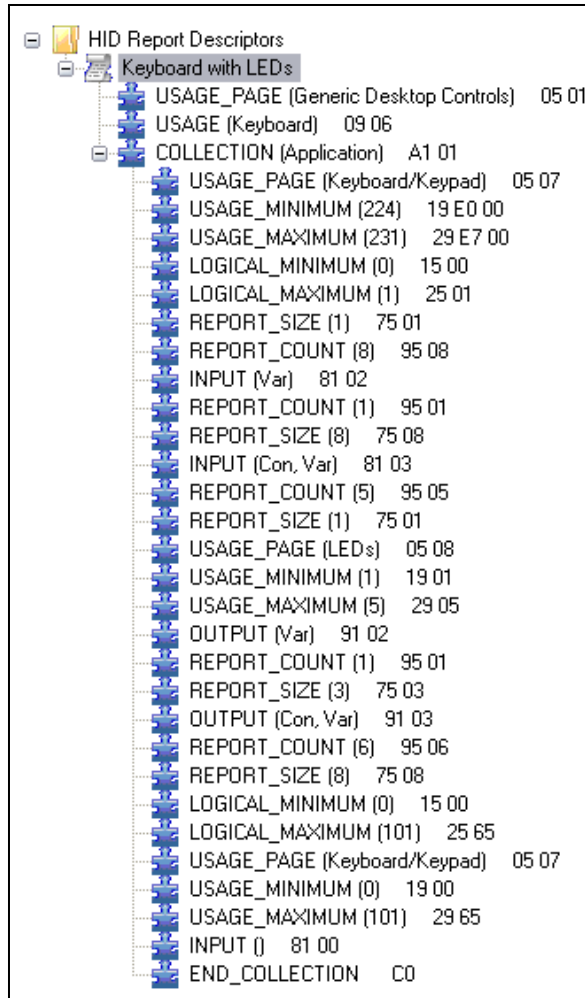 HID Report Descriptors
Keyboard with LEDs
USAGE_PAGE (Generic Desktop Controls) 05 01
USAGE (Keyboard) 09 06
COLLECTION (Application) A1 01
USAGE_PAGE (Keyboard/Keypad) 05 07
USAGE_MINIMUM (224) 19 E0 00
USAGE_MAXIMUM (231) 29 E7 00
LOGICAL_MINIMUM (0) 15 00
LOGICAL_MAXIMUM (1) 25 01
REPORT_SIZE (1) 75 01
REPORT_COUNT (8) 95 08
INPUT (Var) 81 02
REPORT_COUNT (1) 95 01
REPORT_SIZE (8) 75 08
INPUT (Con, Var) 81 03
REPORT_COUNT (5) 95 05
REPORT_SIZE (1) 75 01
USAGE_PAGE (LEDs) 05 08
USAGE_MINIMUM (1) 19 01
USAGE_MAXIMUM (5) 29 05
OUTPUT (Var) 91 02
REPORT_COUNT (1) 95 01
REPORT_SIZE (3) 75 03
OUTPUT (Con, Var) 91 03
REPORT_COUNT (6) 95 06
REPORT_SIZE (8) 75 08
LOGICAL_MINIMUM (0) 15 00
LOGICAL_MAXIMUM (101) 25 65
USAGE_PAGE (Keyboard/Keypad) 05 07
USAGE_MINIMUM (0) 19 00
USAGE_MAXIMUM (101) 29 65
INPUT () 81 00
END_COLLECTION C0